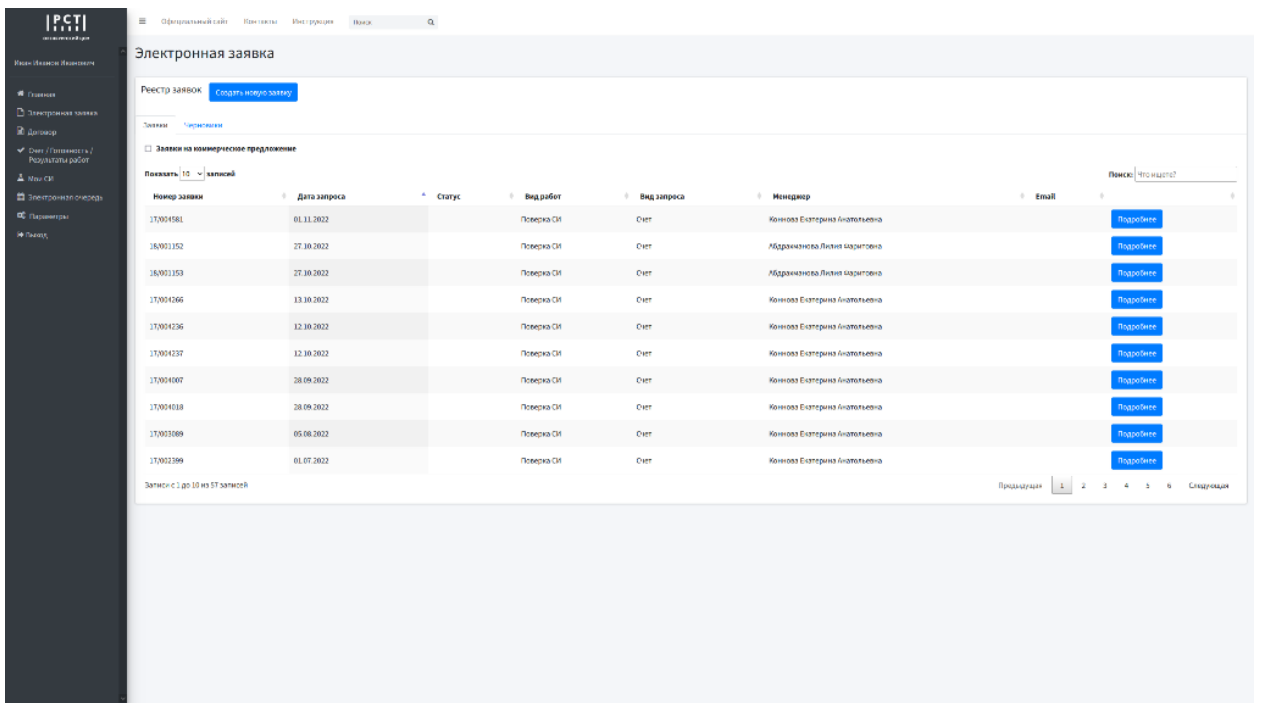 РСТ
Официальный сайт Контакты Инструкция Поиск
Электронная заявка
Иван Иванов Иванович
Главная
Электронная заявка
Договор
Счет / Готовность /
Результаты работ
Мои СИ
Электронная очередь
Параметры
Выход
Реестр заявок Создать новую заявку
Заявки Черновики
Заявки на коммерческое предложение
Показать 10 записей Поиск: Что ищете?
Номер заявки Дата запроса Статус Вид работ Вид запроса Менеджер Email
17/004581 01.11.2022 Поверка СИ Счет Коннова Екатерина Анатольевна Подробнее
18/001152 27.10.2022 Поверка СИ Счет Абдрахманова Лилия Фаритовна Подробнее
18/001153 27.10.2022 Поверка СИ Счет Абдрахманова Лилия Фаритовна Подробнее
17/004266 13.10.2022 Поверка СИ Счет Коннова Екатерина Анатольевна Подробнее
17/004236 12.10.2022 Поверка СИ Счет Коннова Екатерина Анатольевна Подробнее
17/004237 12.10.2022 Поверка СИ Счет Коннова Екатерина Анатольевна Подробнее
17/004007 28.09.2022 Поверка СИ Счет Коннова Екатерина Анатольевна Подробнее
17/004018 28.09.2022 Поверка СИ Счет Коннова Екатерина Анатольевна Подробнее
17/003089 05.08.2022 Поверка СИ Счет Коннова Екатерина Анатольевна Подробнее
17/002399 01.07.2022 Поверка СИ Счет Коннова Екатерина Анатольевна Подробнее
Записи с 1 до 10 из 57 записей Предыдущая 1 2 3 4 5 6 Следующая